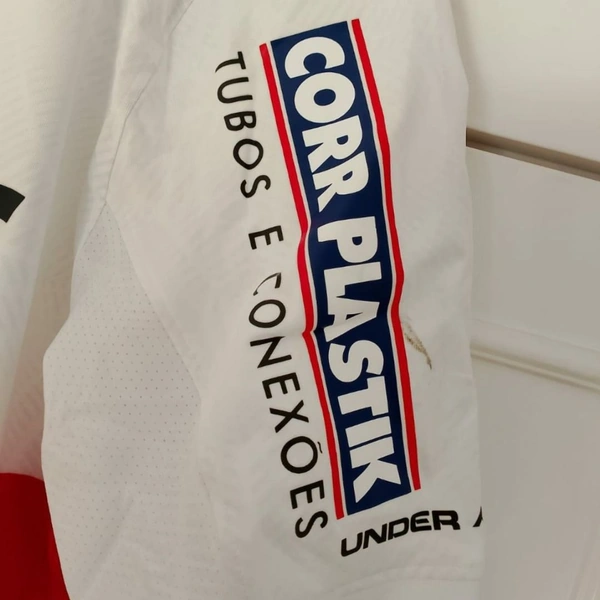 CORR PLASTIK
TUBOS E CONEXÕES
UNDER